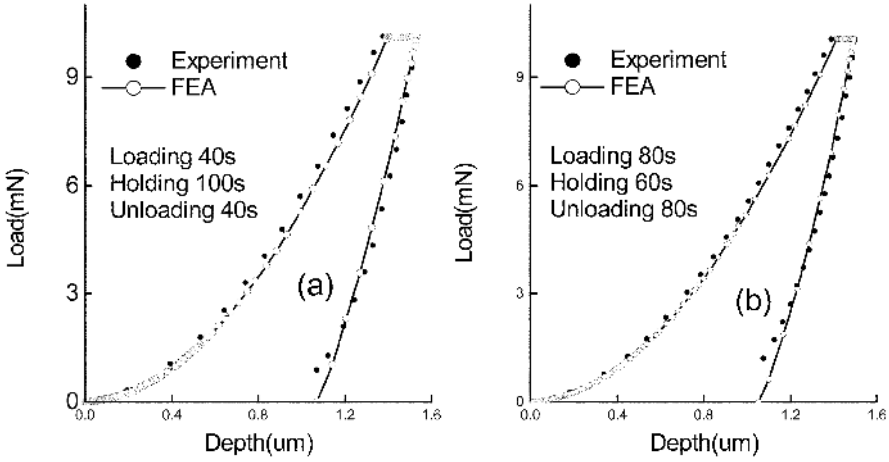 Experiment
FEA
Loading 40s
Holding 100s
Unloading 40s
(a)
Load(mN)
9
6
3
0
0.0
0.4
0.8
1.2
1.6
Depth(um)
Experiment
FEA
Loading 80s
Holding 60s
Unloading 80s
(b)
Load(mN)
9
6
3
0
0.0
0.4
0.8
1.2
1.6
Depth(um)